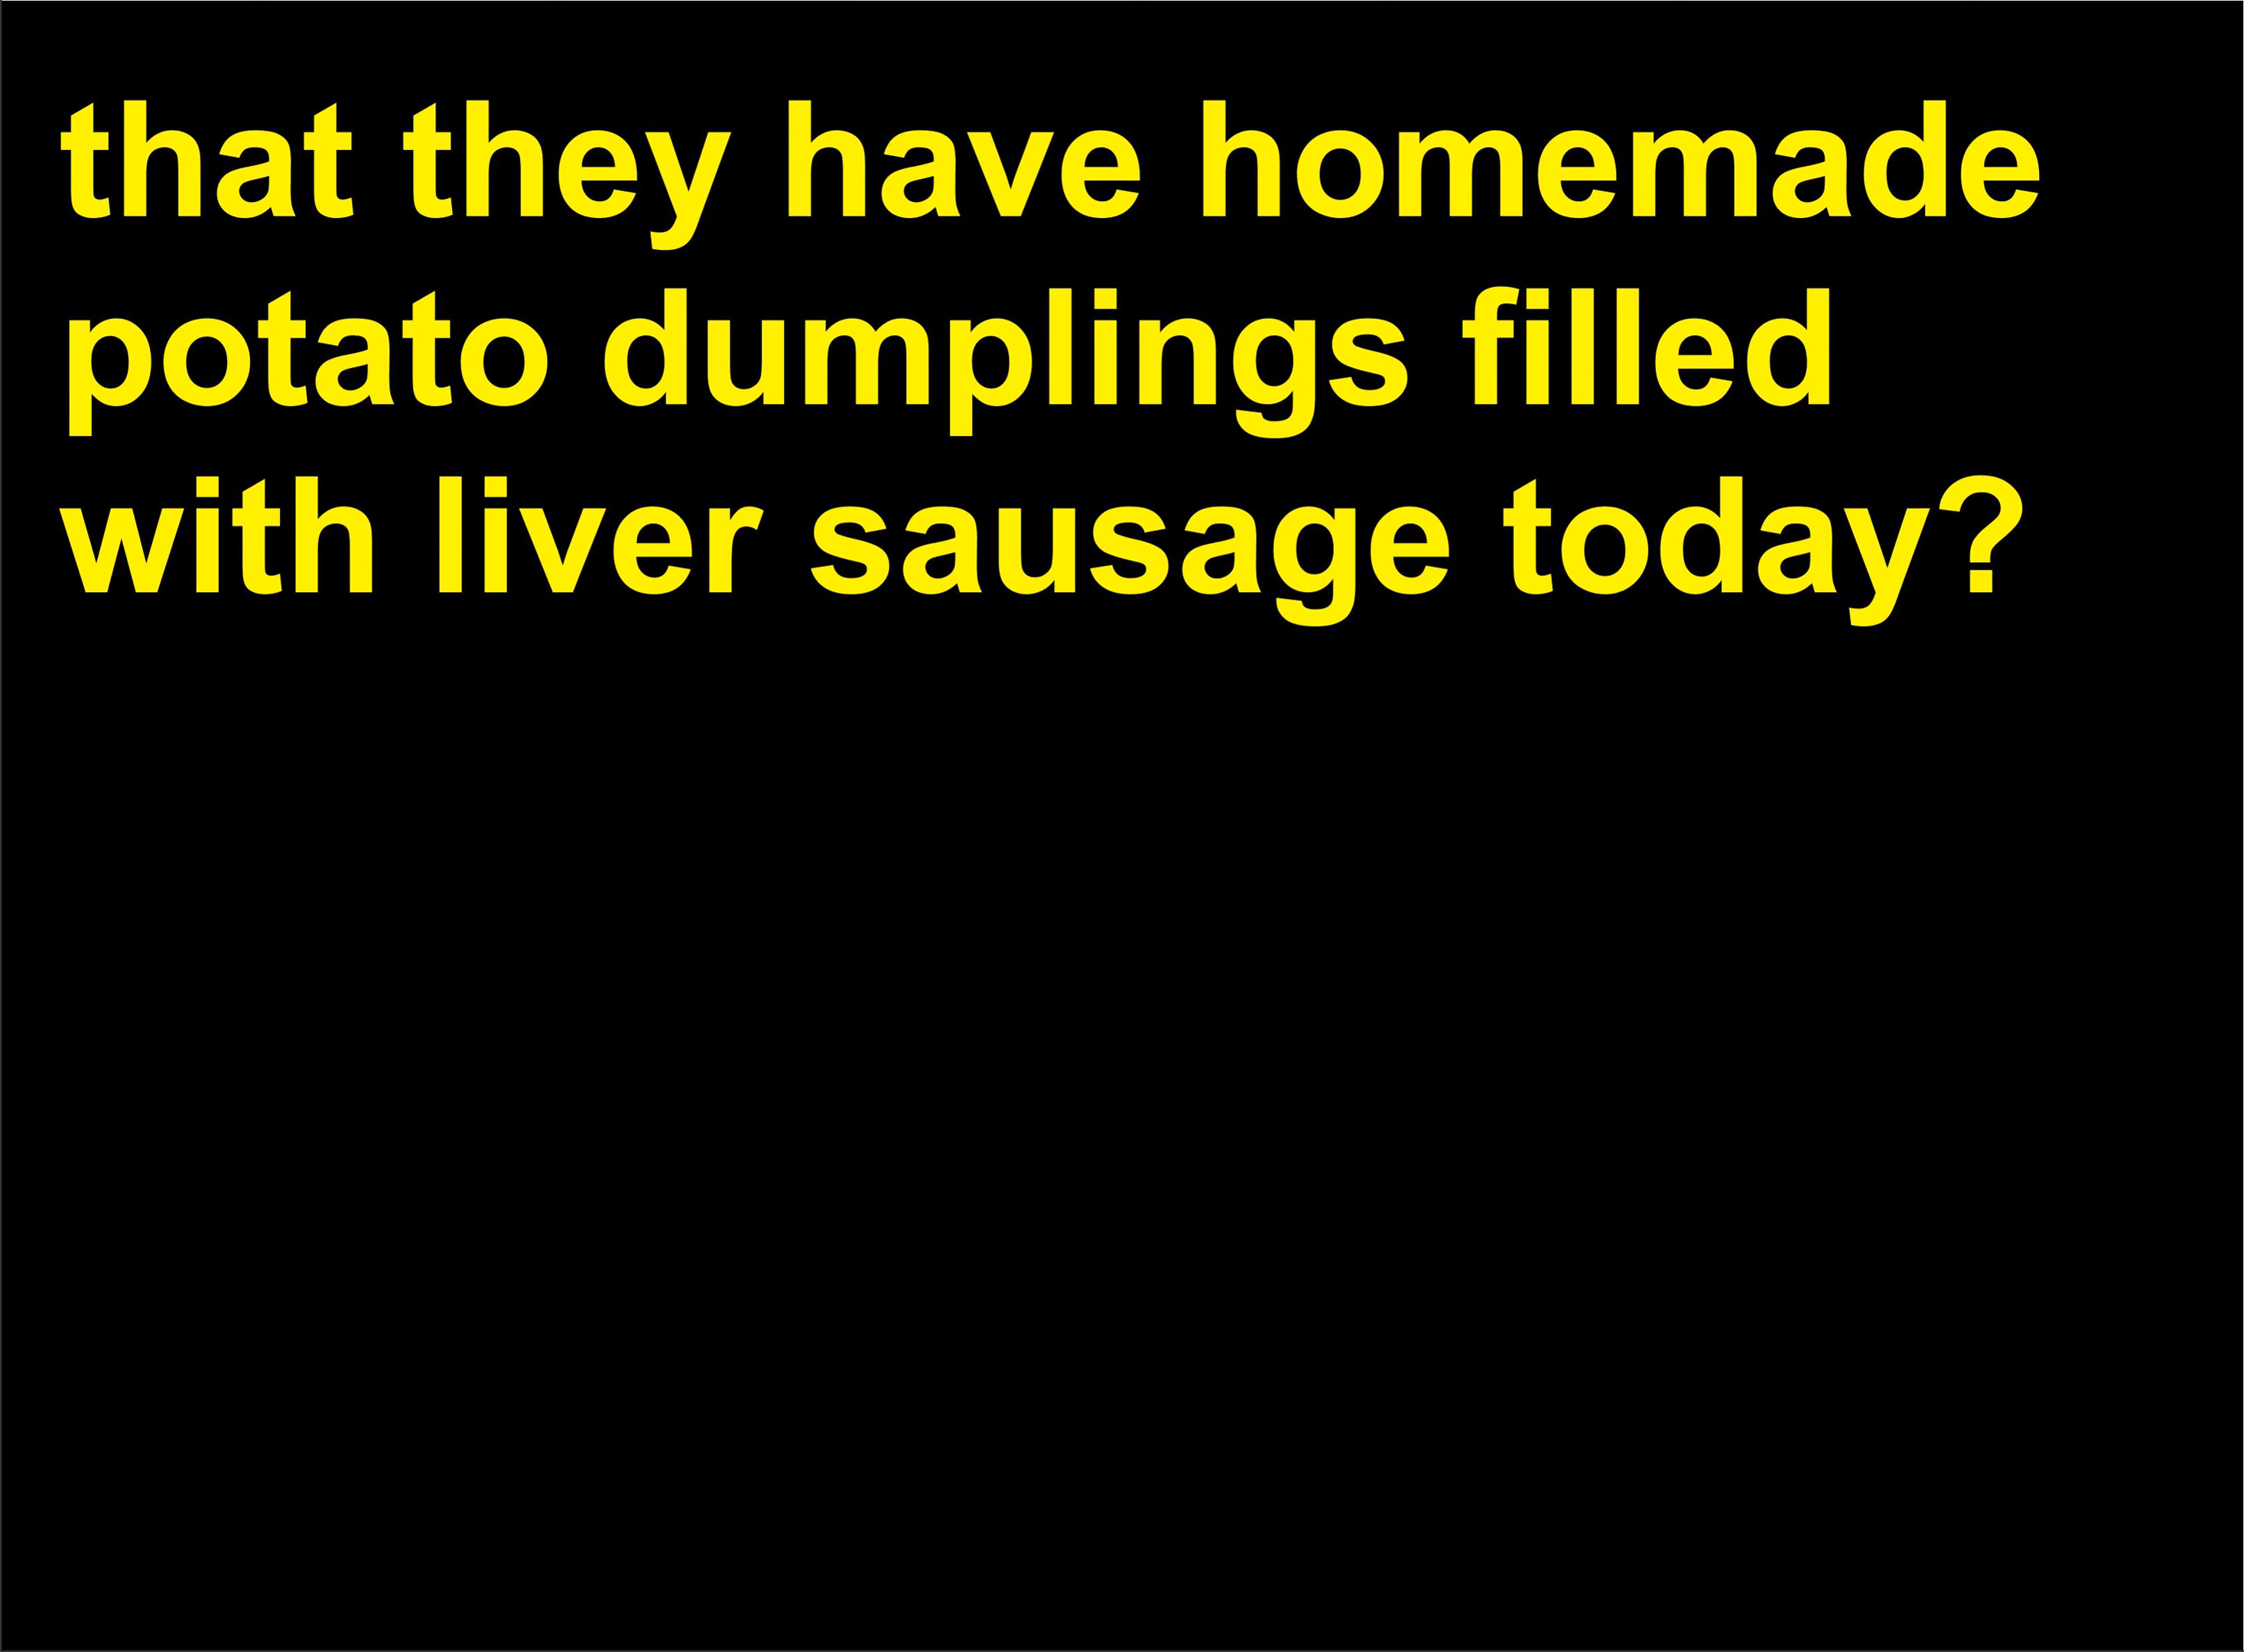 that they have homemade
potato dumplings filled
with liver sausage today?